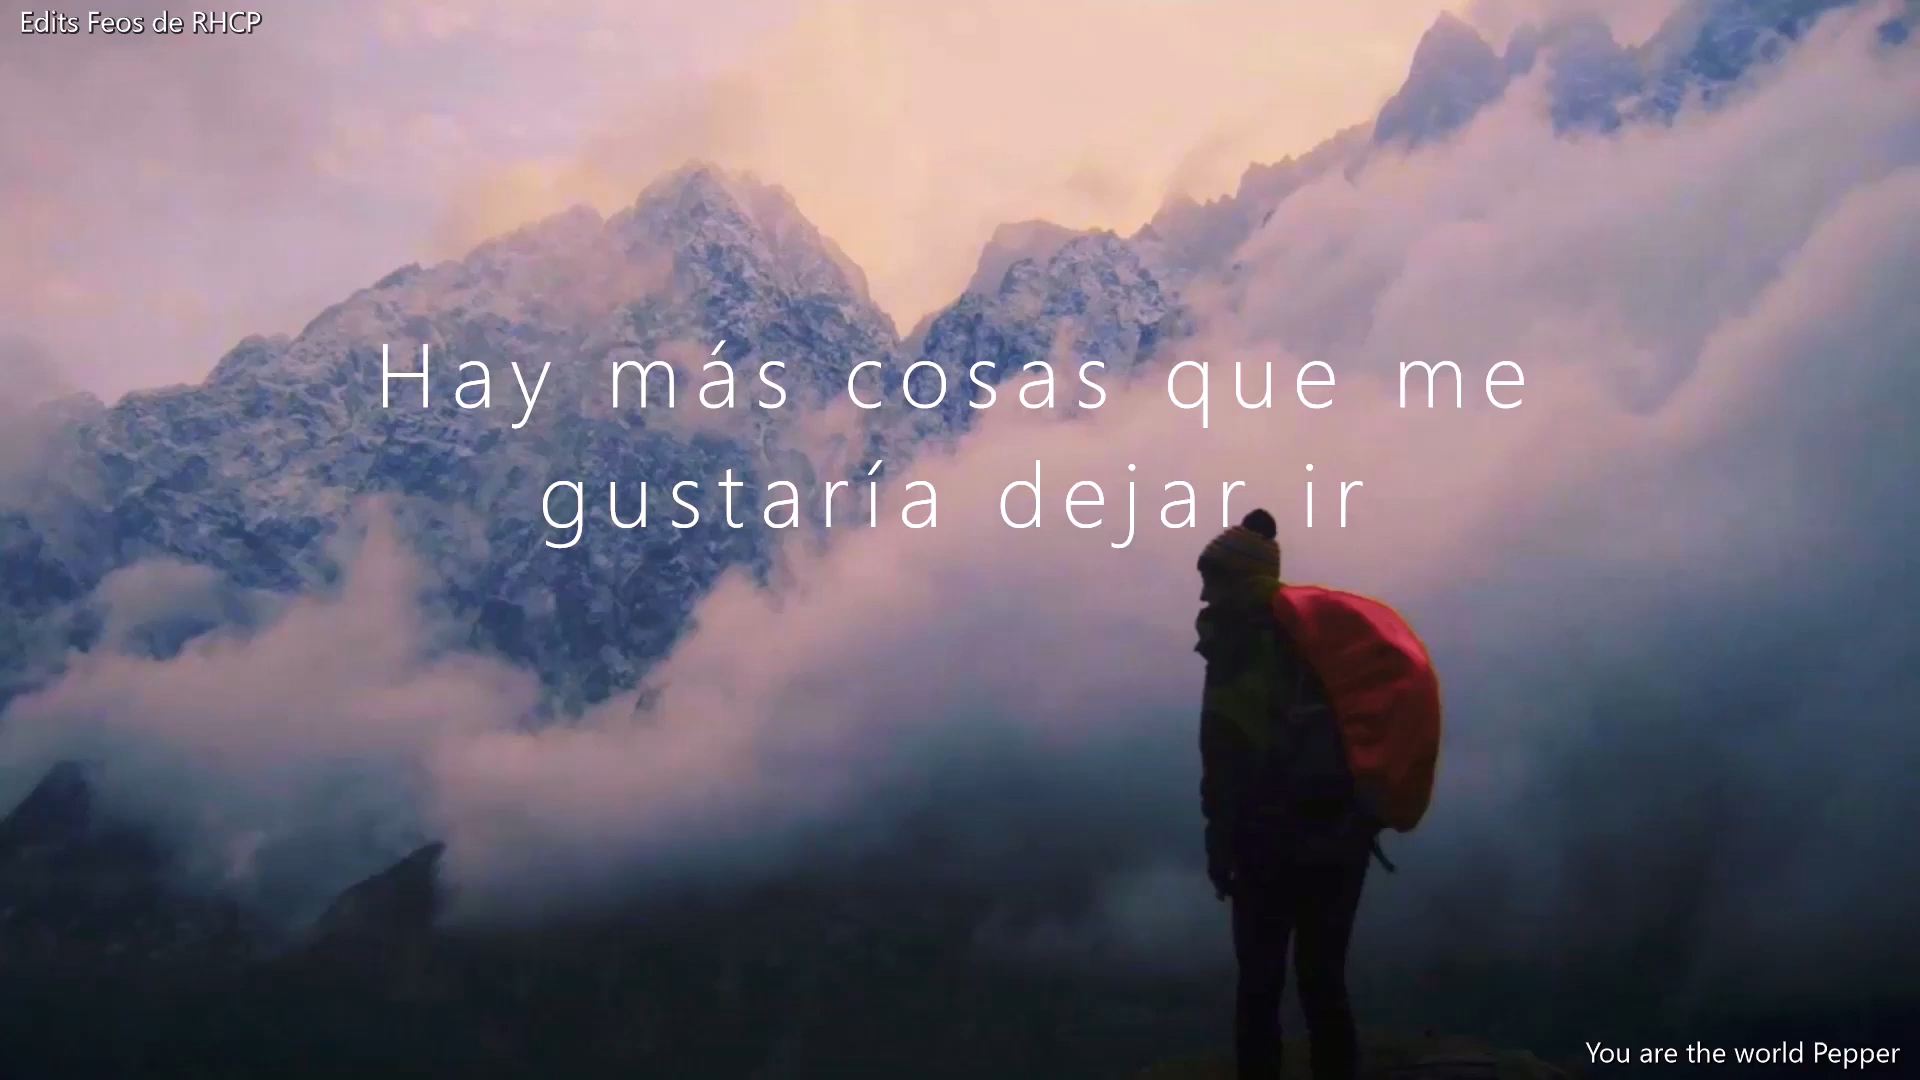 Edits Feos de RHCP
Hay más cosas que me
gustaría dejar ir
You are the world Pepper